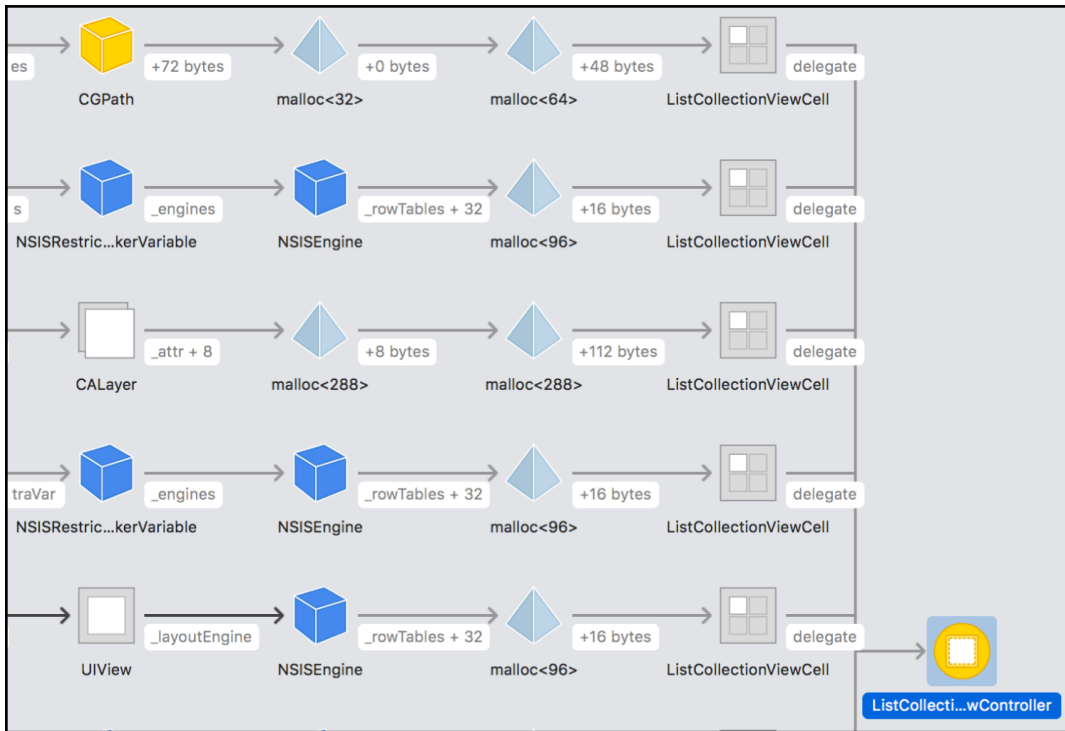 es
+72 bytes
+0 bytes
+48 bytes
delegate
CGPath
malloc<32>
malloc<64>
ListCollectionViewCell
s
_engines
_rowTables + 32
+16 bytes
delegate
NSISRestric...kerVariable
NSISEngine
malloc<96>
ListCollectionViewCell
_attr + 8
+8 bytes
+112 bytes
delegate
CALayer
malloc<288>
malloc<288>
ListCollectionViewCell
traVar
_engines
_rowTables + 32
+16 bytes
delegate
NSISRestric...kerVariable
NSISEngine
malloc<96>
ListCollectionViewCell
_layoutEngine
_rowTables + 32
+16 bytes
delegate
UIView
NSISEngine
malloc<96>
ListCollectionViewCell
ListCollecti...wController